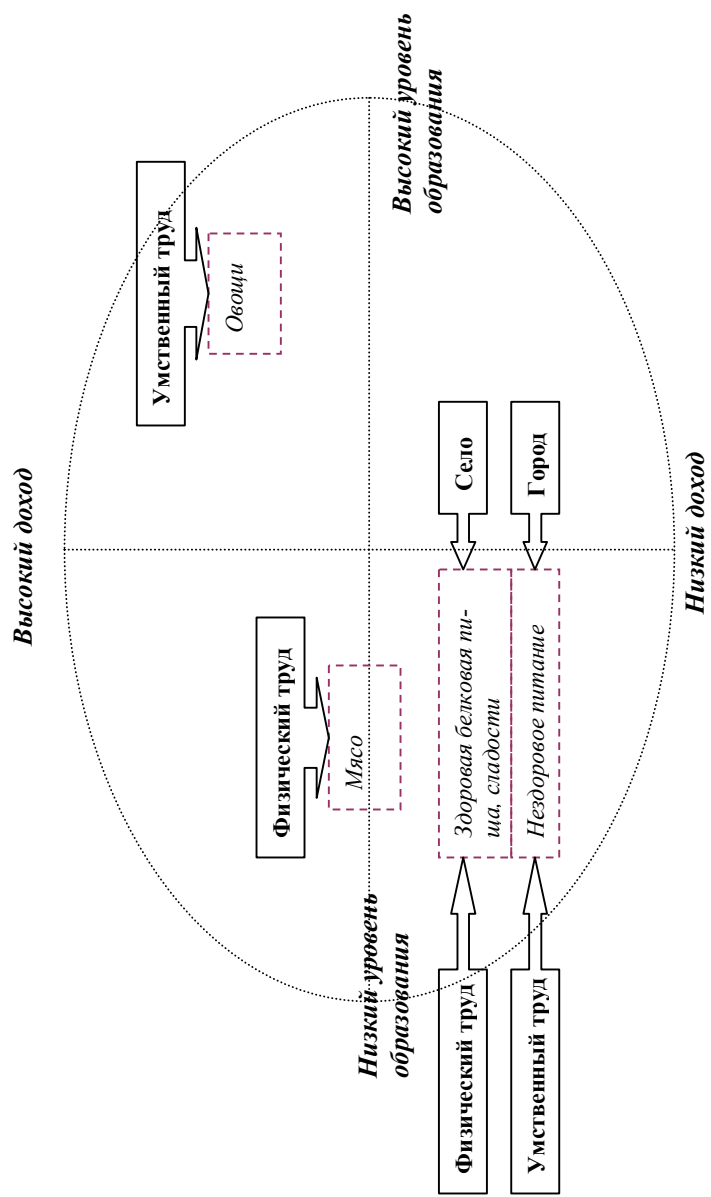 Высокий доход
Умственный труд
Овощи
Физический труд
Мясо
Высокий уровень
образования
Низкий уровень
образования
Физический труд
Здоровая белковая пи-
ща, сладости
Село
Умственный труд
Нездоровое питание
Город
Низкий доход